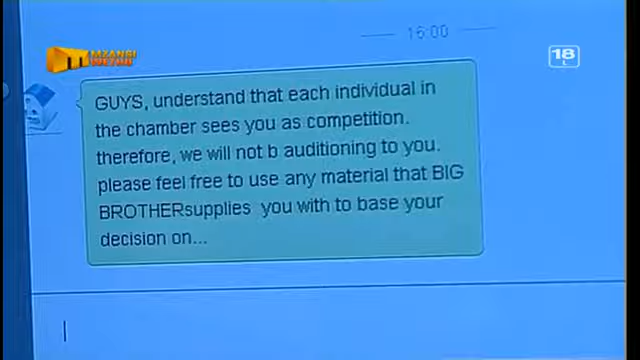 16:00
MZANSI
18
L
GUYS, understand that each individual in
the chamber sees you as competition.
therefore, we will not b auditioning to you.
please feel free to use any material that BIG
BROTHERsupplies you with to base your
decision on...